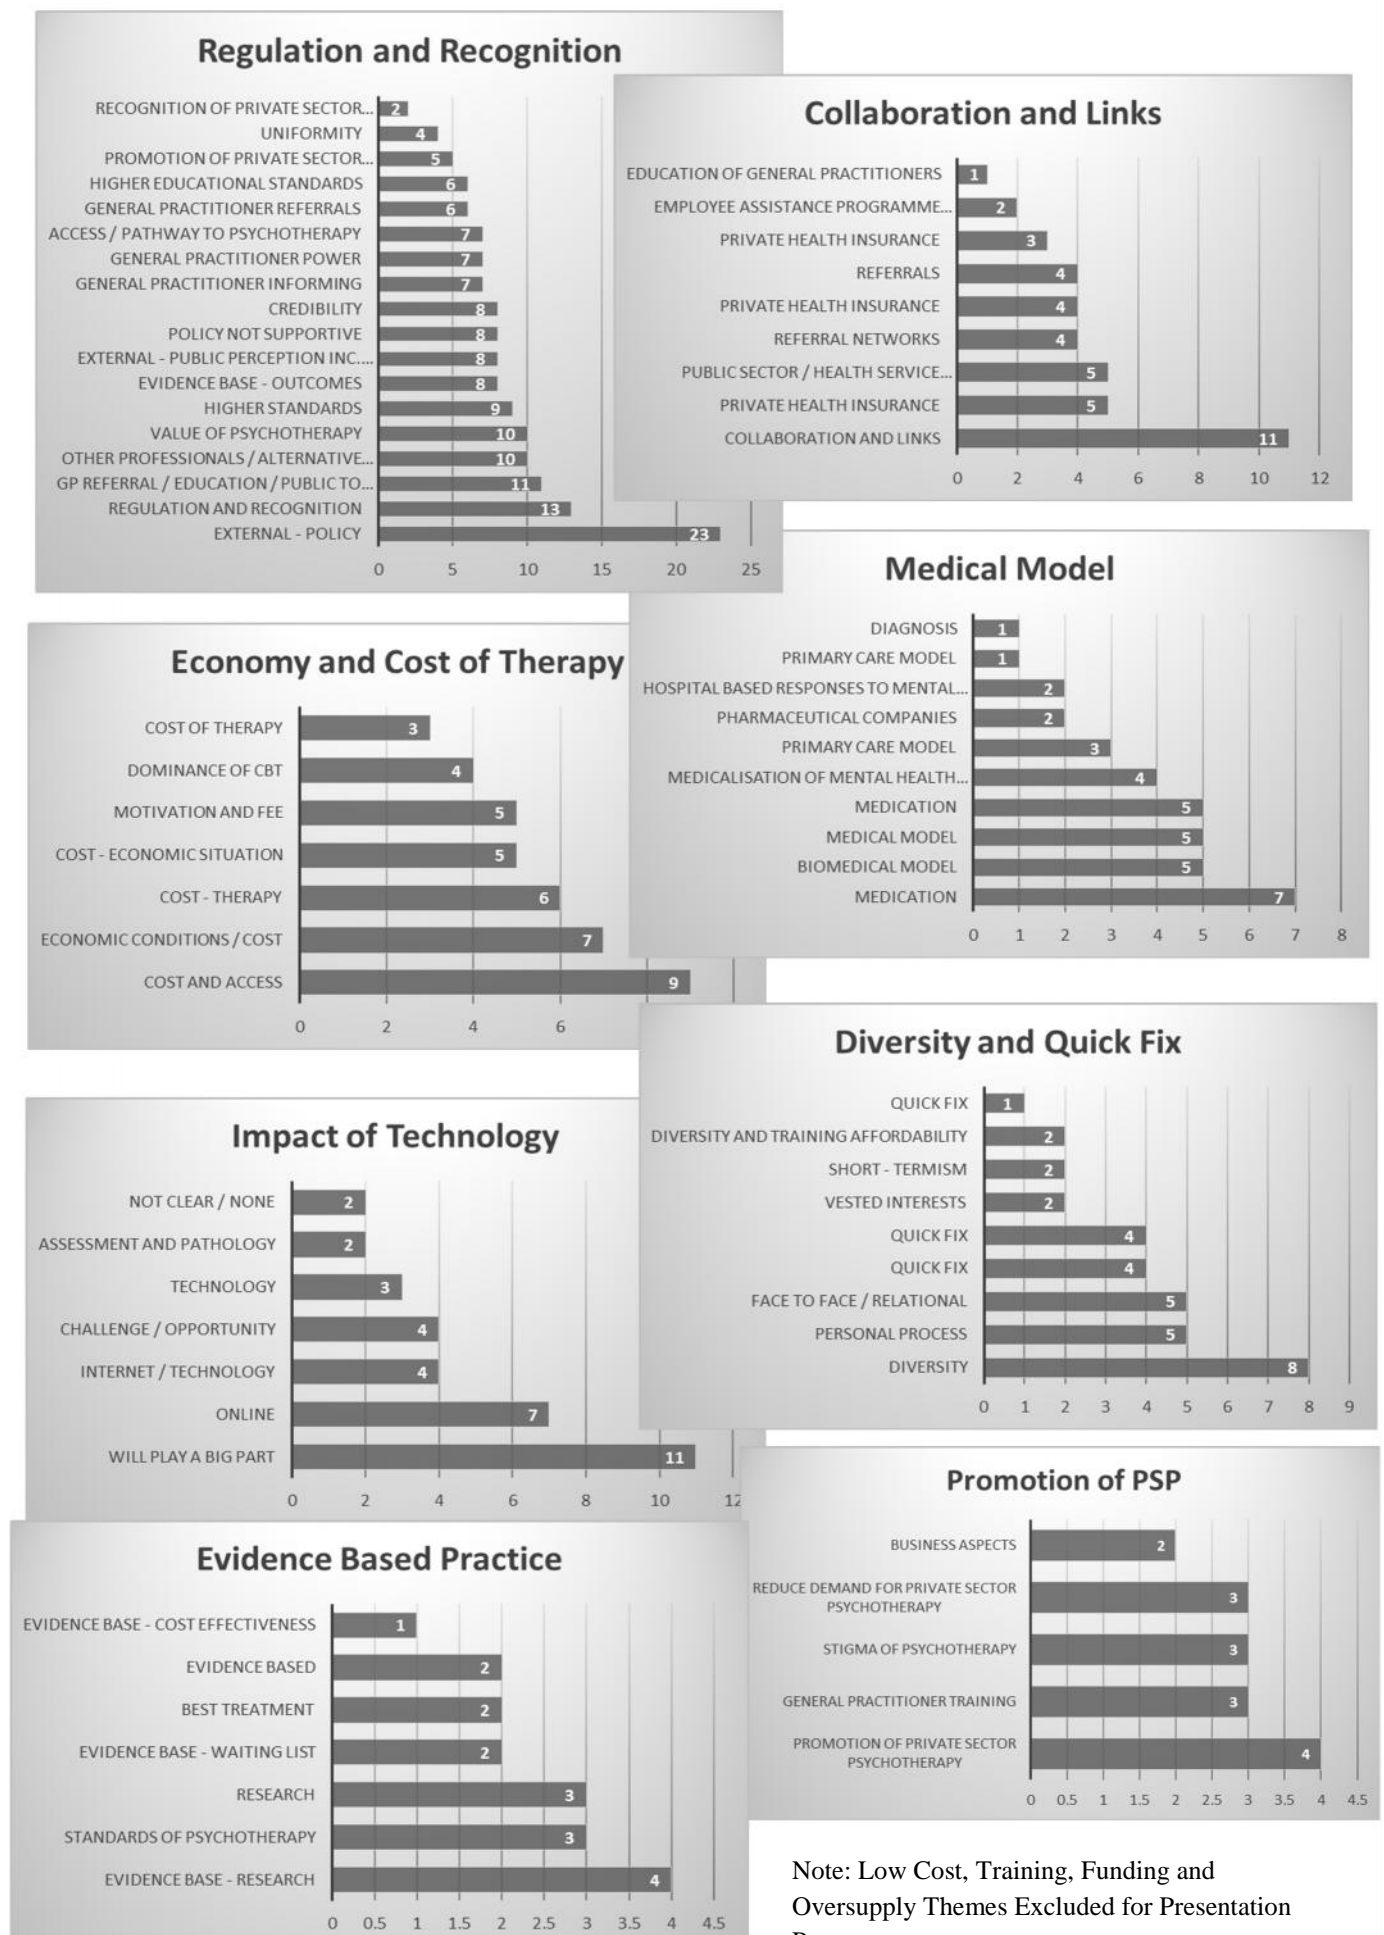 Regulation and Recognition
RECOGNITION OF PRIVATE SECTOR... 2
UNIFORMITY 4
PROMOTION OF PRIVATE SECTOR... 5
HIGHER EDUCATIONAL STANDARDS 6
GENERAL PRACTITIONER REFERRALS 6
ACCESS / PATHWAY TO PSYCHOTHERAPY 7
GENERAL PRACTITIONER POWER 7
GENERAL PRACTITIONER INFORMING 7
CREDIBILITY 8
POLICY NOT SUPPORTIVE 8
EXTERNAL - PUBLIC PERCEPTION INC.... 8
EVIDENCE BASE - OUTCOMES 8
HIGHER STANDARDS 9
VALUE OF PSYCHOTHERAPY 10
OTHER PROFESSIONALS / ALTERNATIVE... 10
GP REFERRAL / EDUCATION / PUBLIC TO... 11
REGULATION AND RECOGNITION 13
EXTERNAL - POLICY 23
0 5 10 15 20 25
Collaboration and Links
EDUCATION OF GENERAL PRACTITIONERS 1
EMPLOYEE ASSISTANCE PROGRAMME... 2
PRIVATE HEALTH INSURANCE 3
REFERRALS 4
PRIVATE HEALTH INSURANCE 4
REFERRAL NETWORKS 4
PUBLIC SECTOR / HEALTH SERVICE... 5
PRIVATE HEALTH INSURANCE 5
COLLABORATION AND LINKS 11
0 2 4 6 8 10 12
Medical Model
DIAGNOSIS 1
PRIMARY CARE MODEL 1
HOSPITAL BASED RESPONSES TO MENTAL... 2
PHARMACEUTICAL COMPANIES 2
PRIMARY CARE MODEL 3
MEDICALISATION OF MENTAL HEALTH... 4
MEDICATION 5
MEDICAL MODEL 5
BIOMEDICAL MODEL 5
MEDICATION 7
0 1 2 3 4 5 6 7 8
Economy and Cost of Therapy
COST OF THERAPY 3
DOMINANCE OF CBT 4
MOTIVATION AND FEE 5
COST - ECONOMIC SITUATION 5
COST - THERAPY 6
ECONOMIC CONDITIONS / COST 7
COST AND ACCESS 9
0 2 4 6
Diversity and Quick Fix
QUICK FIX 1
DIVERSITY AND TRAINING AFFORDABILITY 2
SHORT - TERMISM 2
VESTED INTERESTS 2
QUICK FIX 4
QUICK FIX 4
FACE TO FACE / RELATIONAL 5
PERSONAL PROCESS 5
DIVERSITY 8
0 1 2 3 4 5 6 7 8 9
Impact of Technology
NOT CLEAR / NONE 2
ASSESSMENT AND PATHOLOGY 2
TECHNOLOGY 3
CHALLENGE / OPPORTUNITY 4
INTERNET / TECHNOLOGY 4
ONLINE 7
WILL PLAY A BIG PART 11
0 2 4 6 8 10 12
Promotion of PSP
BUSINESS ASPECTS 2
REDUCE DEMAND FOR PRIVATE SECTOR
PSYCHOTHERAPY 3
STIGMA OF PSYCHOTHERAPY 3
GENERAL PRACTITIONER TRAINING 3
PROMOTION OF PRIVATE SECTOR
PSYCHOTHERAPY 4
0 0.5 1 1.5 2 2.5 3 3.5 4 4.5
Evidence Based Practice
EVIDENCE BASE - COST EFFECTIVENESS 1
EVIDENCE BASED 2
BEST TREATMENT 2
EVIDENCE BASE - WAITING LIST 2
RESEARCH 3
STANDARDS OF PSYCHOTHERAPY 3
EVIDENCE BASE - RESEARCH 4
0 0.5 1 1.5 2 2.5 3 3.5 4 4.5
Note: Low Cost, Training, Funding and
Oversupply Themes Excluded for Presentation